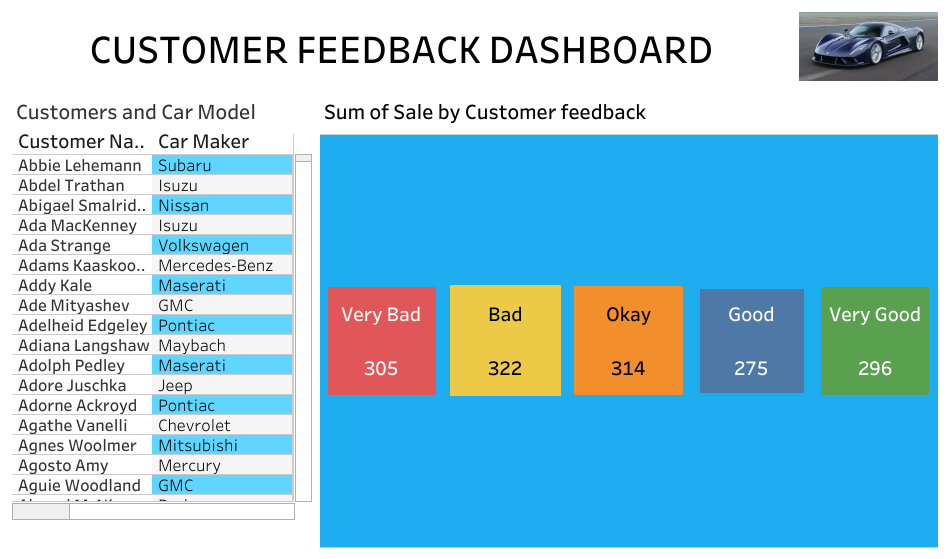 CUSTOMER FEEDBACK DASHBOARD
Customers and Car Model
Customer Na.. Car Maker
Abbie Lehemann Subaru
Abdel Trathan Isuzu
Abigael Smalrid.. Nissan
Ada MacKenney Isuzu
Ada Strange Volkswagen
Adams Kaaskoo.. Mercedes-Benz
Addy Kale Maserati
Ade Mityashev GMC
Adelheid Edgeley Pontiac
Adiana Langshaw Maybach
Adolph Pedley Maserati
Adore Juschka Jeep
Adorne Ackroyd Pontiac
Agathe Vanelli Chevrolet
Agnes Woolmer Mitsubishi
Agosto Amy Mercury
Aguie Woodland GMC
Sum of Sale by Customer feedback
Very Bad Bad Okay Good Very Good
305 322 314 275 296